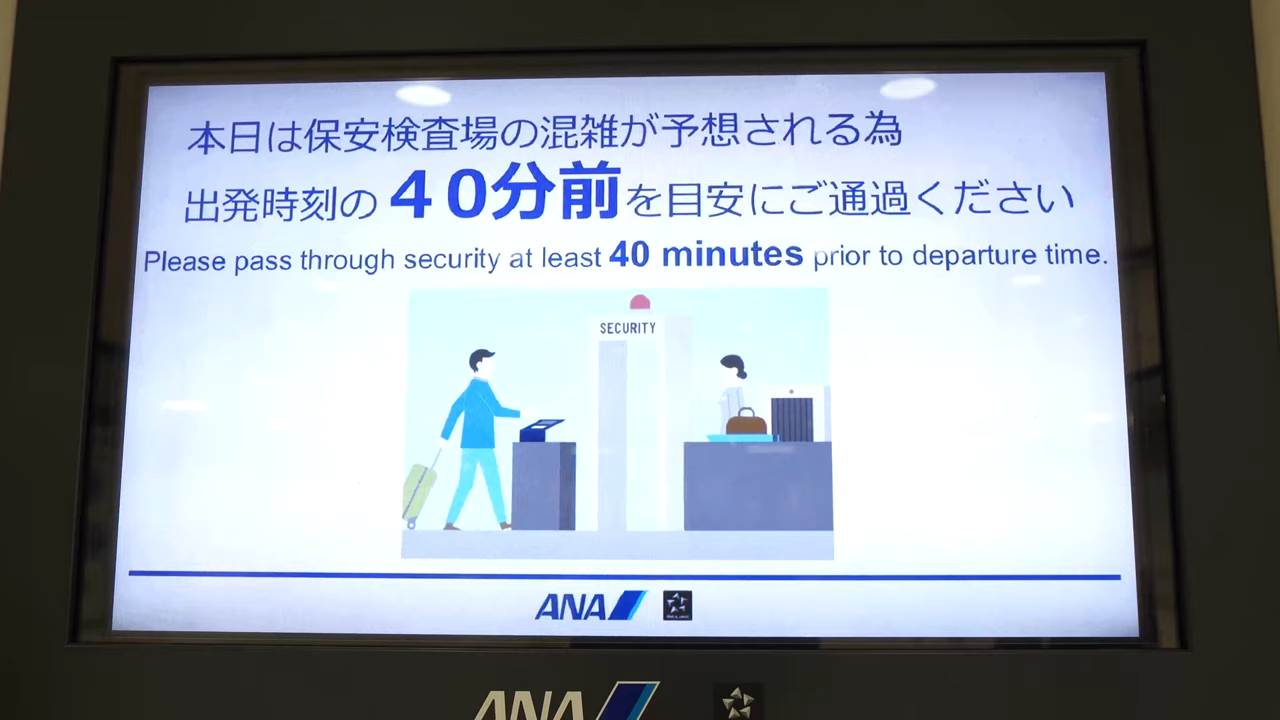 本日は保安検査場の混雑が予想される為
出発時刻の40分前を目安にご通過ください
Please pass through security at least 40 minutes prior to departure time.
SECURITY
ANA
ANA